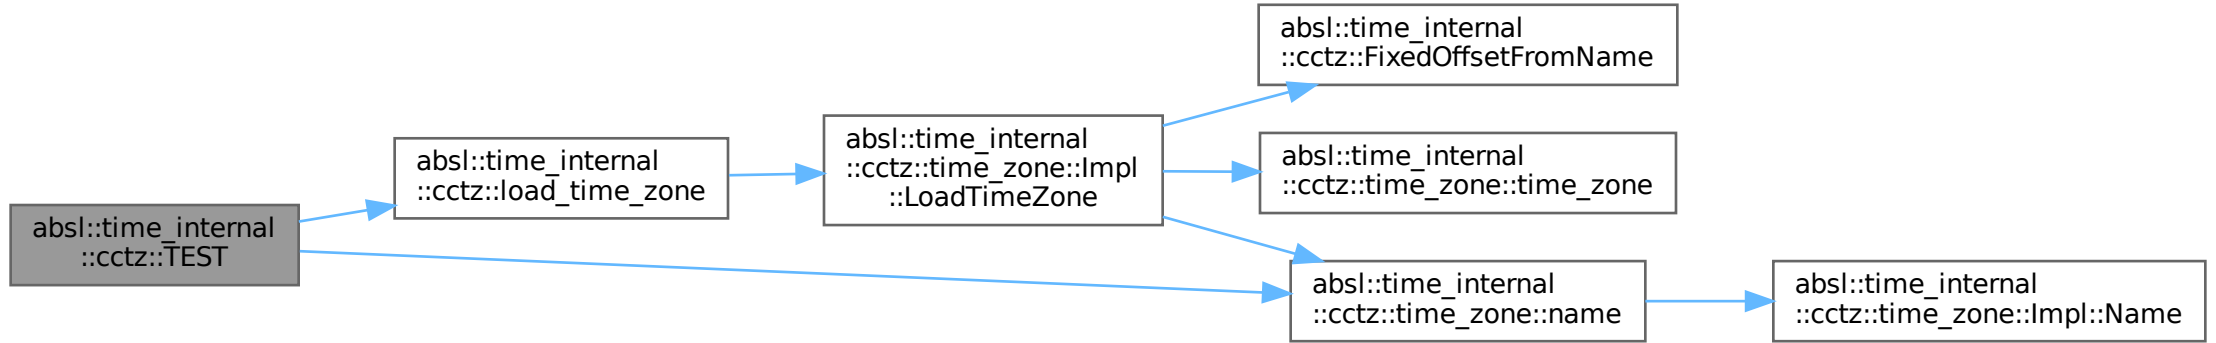 absl::time_internal
::cctz::TEST
absl::time_internal
::cctz::load_time_zone
absl::time_internal
::cctz::time_zone::Impl
::LoadTimeZone
absl::time_internal
::cctz::FixedOffsetFromName
absl::time_internal
::cctz::time_zone::time_zone
absl::time_internal
::cctz::time_zone::name
absl::time_internal
::cctz::time_zone::Impl::Name